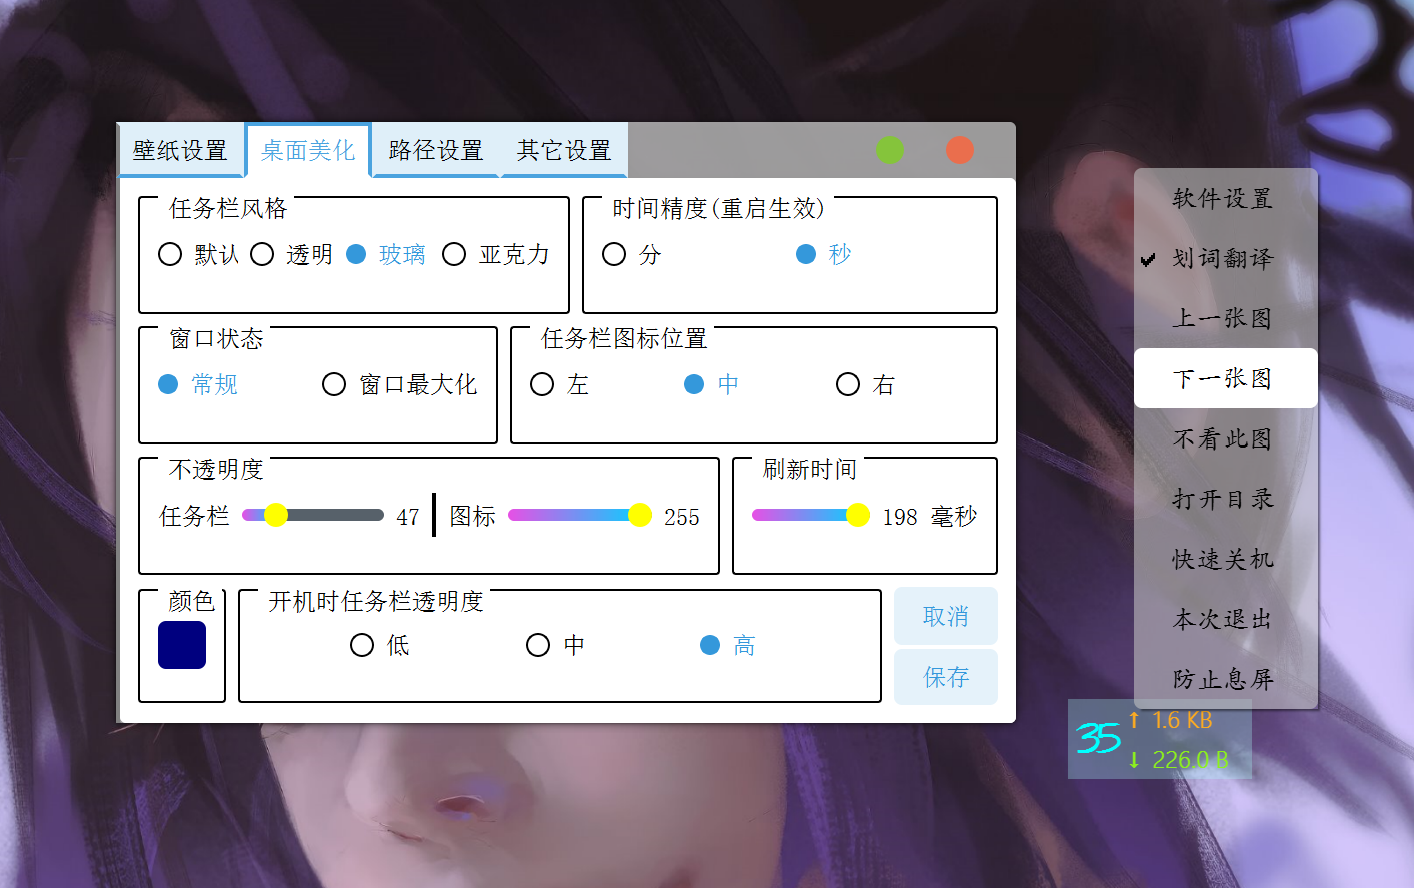 壁纸设置 桌面美化 路径设置 其它设置
任务栏风格
默认 透明 玻璃 亚克力
时间精度(重启生效)
分 秒
窗口状态
常规 窗口最大化
任务栏图标位置
左 中 右
不透明度
任务栏 47 图标 255
刷新时间
198 毫秒
颜色
开机时任务栏透明度
低 中 高
取消
保存
软件设置
划词翻译
上一张图
下一张图
不看此图
打开目录
快速关机
本次退出
防止息屏
35
↑ 1.6 KB
↓ 226.0 B